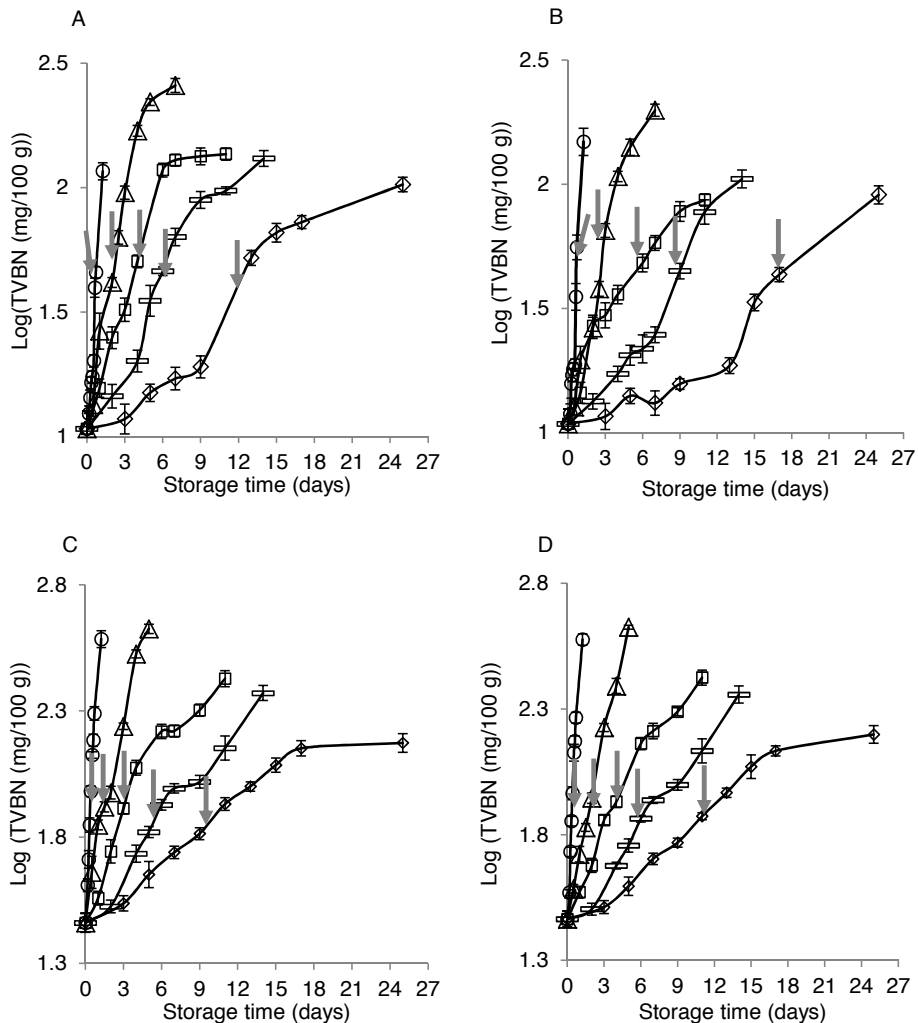 A
Log(TVBN (mg/100 g))
2.5
2
1.5
1
0 3 6 9 12 15 18 21 24 27
Storage time (days)
B
Log(TVBN (mg/100 g))
2.5
2
1.5
1
0 3 6 9 12 15 18 21 24 27
Storage time (days)
C
Log (TVBN (mg/100 g))
2.8
2.3
1.8
1.3
0 3 6 9 12 15 18 21 24 27
Storage time (days)
D
Log (TVBN (mg/100 g))
2.8
2.3
1.8
1.3
0 3 6 9 12 15 18 21 24 27
Storage time (days)